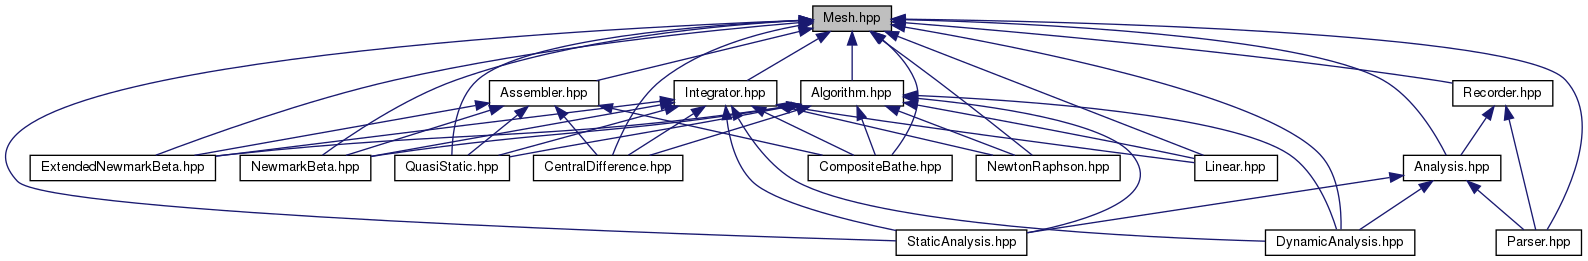 Mesh.hpp
Assembler.hpp
Integrator.hpp
Algorithm.hpp
Recorder.hpp
ExtendedNewmarkBeta.hpp
NewmarkBeta.hpp
QuasiStatic.hpp
CentralDifference.hpp
CompositeBathe.hpp
NewtonRaphson.hpp
Linear.hpp
Analysis.hpp
StaticAnalysis.hpp
DynamicAnalysis.hpp
Parser.hpp